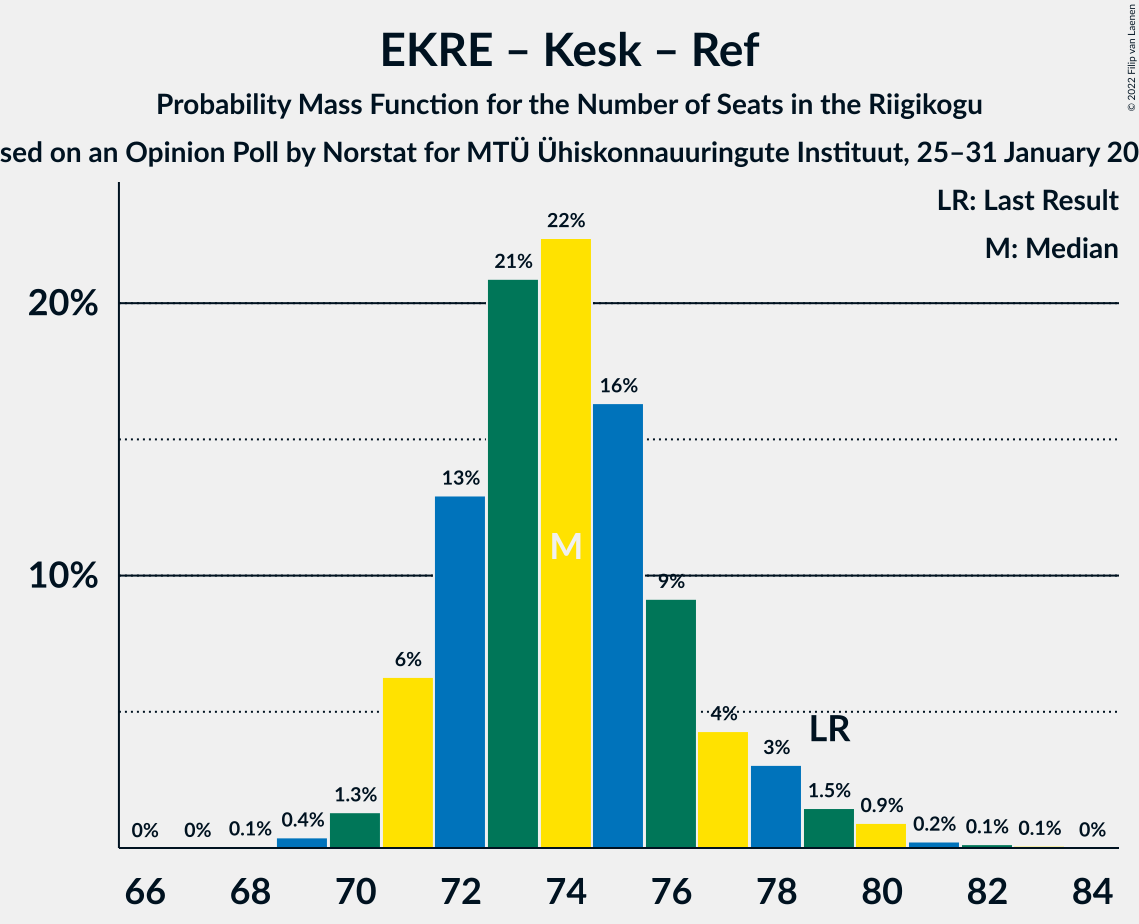 EKRE – Kesk – Ref
Probability Mass Function for the Number of Seats in the Riigikogu
sed on an Opinion Poll by Norstat for MTÜ Ühiskonnauuringute Instituut, 25–31 January 20
© 2022 Filip van Laenen
LR: Last Result
M: Median
20%
10%
0%
0%
0.1%
0.4%
1.3%
6%
13%
21%
22%
16%
9%
4%
3%
1.5%
0.9%
0.2%
0.1%
0.1%
0%
M
LR
66 68 70 72 74 76 78 80 82 84